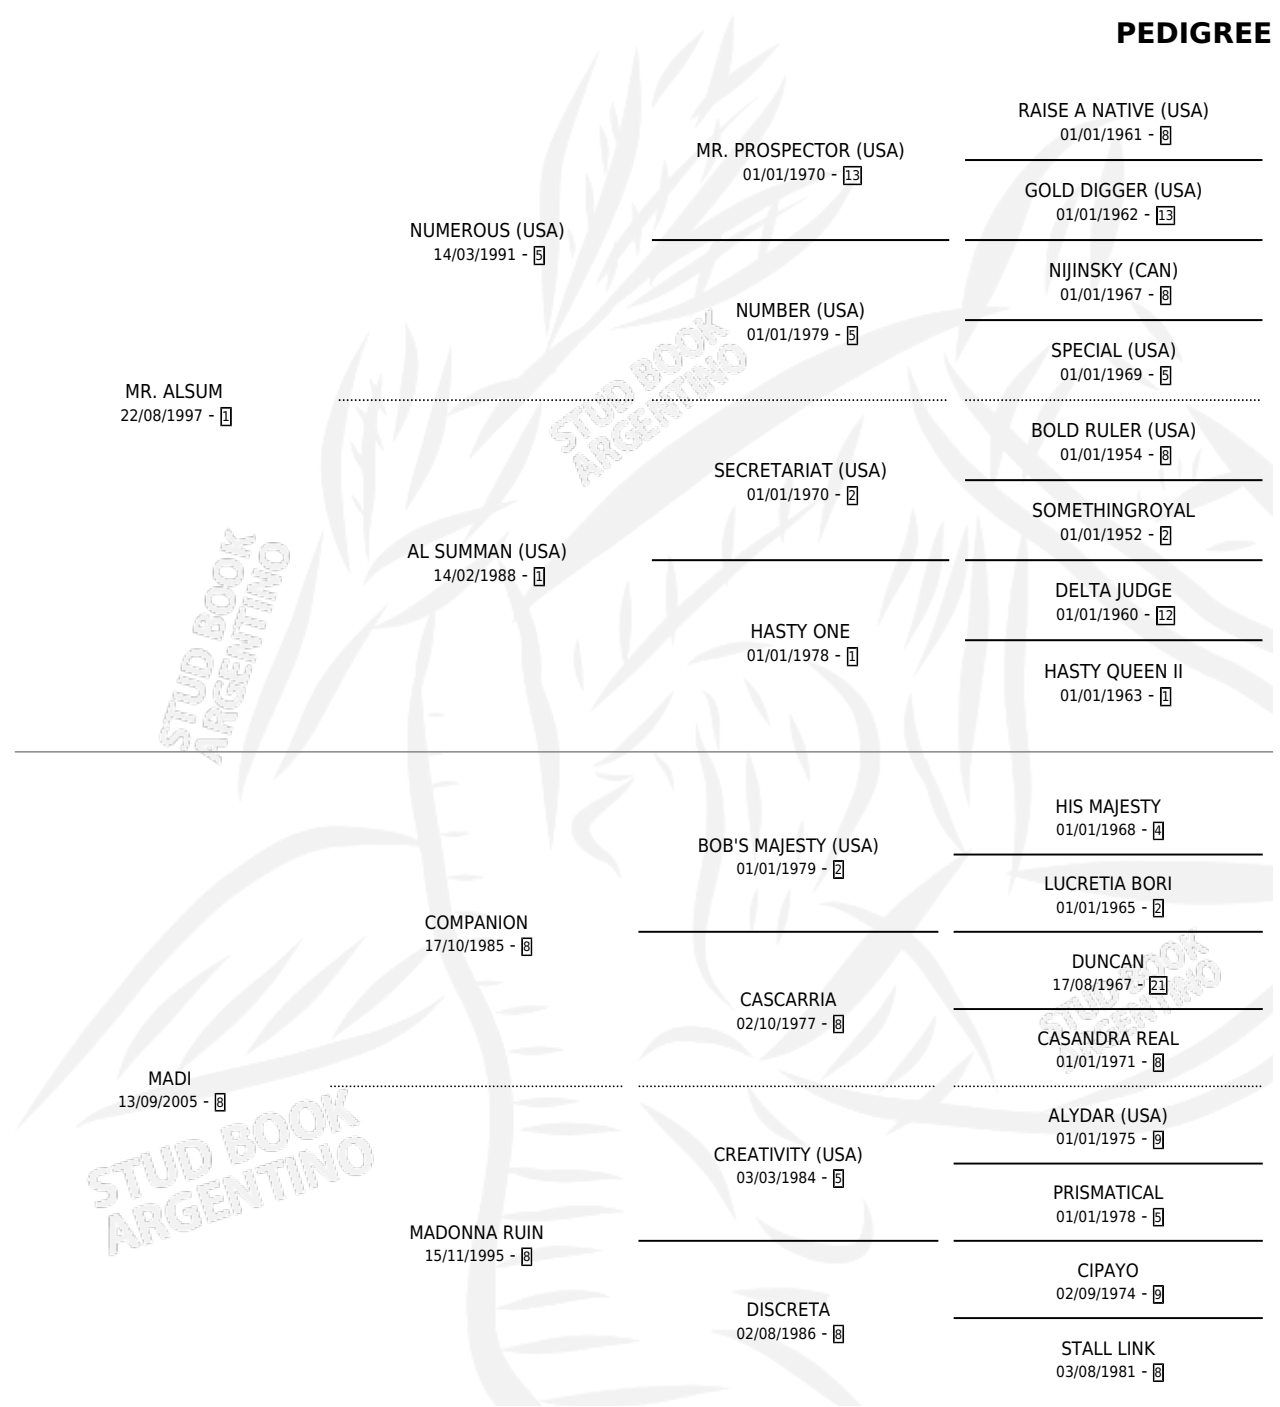 PEDIGREE
RAISE A NATIVE (USA)
01/01/1961 - 8
MR. PROSPECTOR (USA)
01/01/1970 - 13
GOLD DIGGER (USA)
01/01/1962 - 13
NUMEROUS (USA)
14/03/1991 - 5
NIJINSKY (CAN)
01/01/1967 - 8
NUMBER (USA)
01/01/1979 - 5
SPECIAL (USA)
01/01/1969 - 5
MR. ALSUM
22/08/1997 - 1
STUD BOOK
ARGENTINO
BOLD RULER (USA)
01/01/1954 - 8
SECRETARIAT (USA)
01/01/1970 - 2
SOMETHINGROYAL
01/01/1952 - 2
AL SUMMAN (USA)
14/02/1988 - 1
DELTA JUDGE
01/01/1960 - 12
HASTY ONE
01/01/1978 - 1
HASTY QUEEN II
01/01/1963 - 1
STUD BOOK
ARGENTINO
HIS MAJESTY
01/01/1968 - 4
BOB'S MAJESTY (USA)
01/01/1979 - 2
LUCRETIA BORI
01/01/1965 - 2
COMPANION
17/10/1985 - 8
DUNCAN
17/08/1967 - 21
CASCARRIA
02/10/1977 - 8
STUD BOOK
ARGENTINO
CASANDRA REAL
01/01/1971 - 8
MADI
13/09/2005 - 8
ALYDAR (USA)
01/01/1975 - 9
CREATIVITY (USA)
03/03/1984 - 5
PRISMATICAL
01/01/1978 - 5
STUD BOOK
ARGENTINO
MADONNA RUIN
15/11/1995 - 8
CIPAYO
02/09/1974 - 9
DISCRETA
02/08/1986 - 8
STALL LINK
03/08/1981 - 8